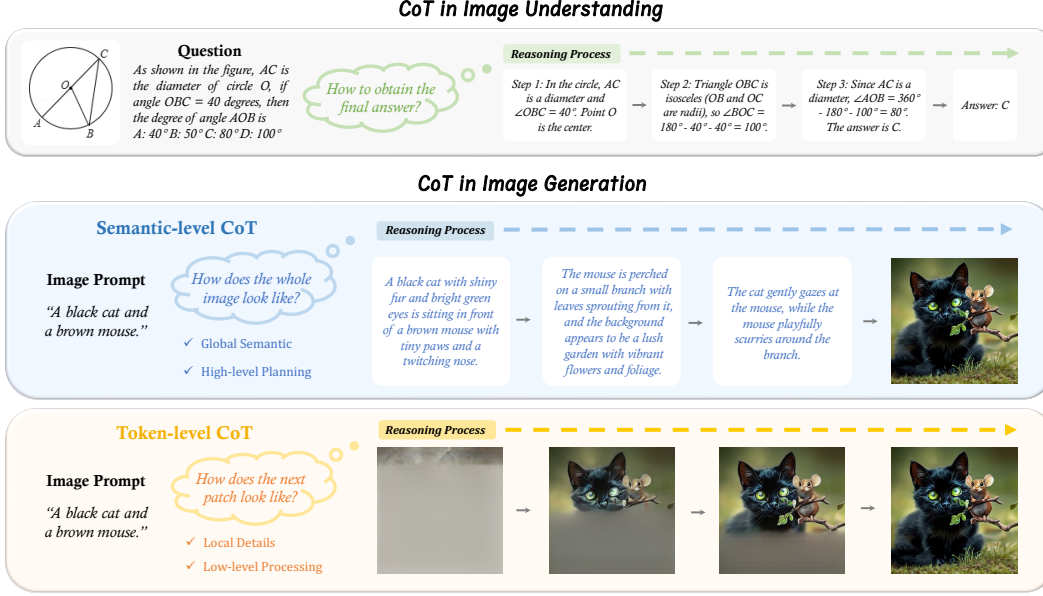 CoT in Image Understanding
C
O
A
B
Question
As shown in the figure, AC is
the diameter of circle O, if
angle OBC = 40 degrees, then
the degree of angle AOB is
A: 40° B: 50° C: 80° D: 100°
How to obtain the
final answer?
Reasoning Process
Step 1: In the circle, AC
is a diameter and
∠OBC = 40°. Point O
is the center.
Step 2: Triangle OBC is
isosceles (OB and OC
are radii), so ∠BOC =
180° - 40° - 40° = 100°.
Step 3: Since AC is a
diameter, ∠AOB = 360°
- 180° - 100° = 80°.
The answer is C.
Answer: C
CoT in Image Generation
Semantic-level CoT
Image Prompt
“A black cat and
a brown mouse.”
How does the whole
image look like?
✓ Global Semantic
✓ High-level Planning
Reasoning Process
A black cat with shiny
fur and bright green
eyes is sitting in front
of a brown mouse with
tiny paws and a
twitching nose.
The mouse is perched
on a small branch with
leaves sprouting from it,
and the background
appears to be a lush
garden with vibrant
flowers and foliage.
The cat gently gazes at
the mouse, while the
mouse playfully
scurries around the
branch.
Token-level CoT
Image Prompt
“A black cat and
a brown mouse.”
How does the next
patch look like?
✓ Local Details
✓ Low-level Processing
Reasoning Process